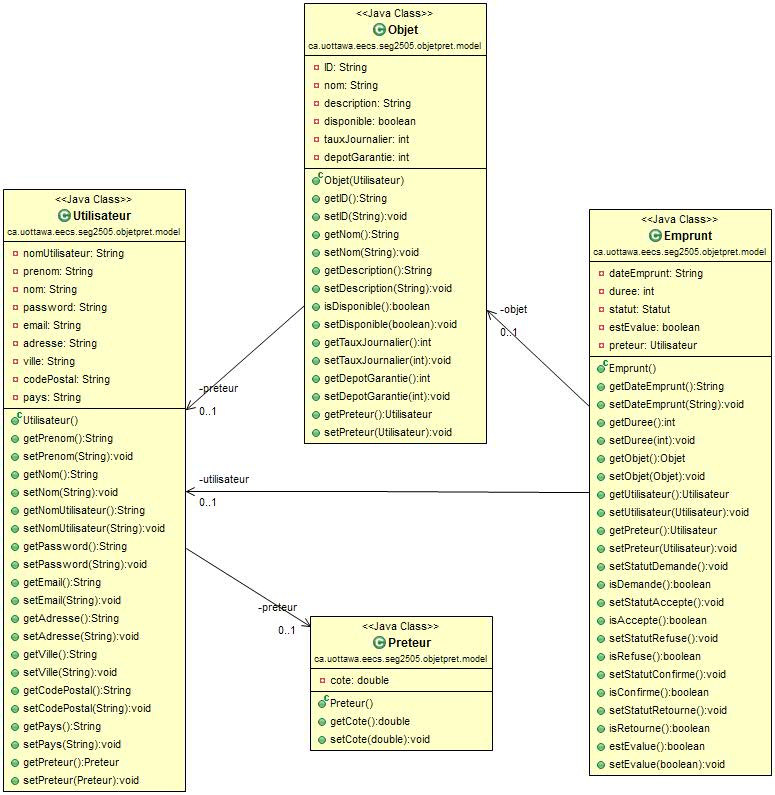 <<Java Class>>
Objet
ca.uottawa.eecs.seg2505.objetpret.model
ID: String
nom: String
description: String
disponible: boolean
tauxJournalier: int
depotGarantie: int
Objet(Utilisateur)
getID():String
setID(String):void
getNom():String
setNom(String):void
getDescription():String
setDescription(String):void
isDisponible():boolean
setDisponible(boolean):void
getTauxJournalier():int
setTauxJournalier(int):void
getDepotGarantie():int
setDepotGarantie(int):void
getPreteur():Utilisateur
setPreteur(Utilisateur):void
<<Java Class>>
Utilisateur
ca.uottawa.eecs.seg2505.objetpret.model
nomUtilisateur: String
prenom: String
nom: String
password: String
email: String
adresse: String
ville: String
codePostal: String
pays: String
Utilisateur()
getPrenom():String
setPrenom(String):void
getNom():String
setNom(String):void
getNomUtilisateur():String
setNomUtilisateur(String):void
getPassword():String
setPassword(String):void
getEmail():String
setEmail(String):void
getAdresse():String
setAdresse(String):void
getVille():String
setVille(String):void
getCodePostal():String
setCodePostal(String):void
getPays():String
setPays(String):void
getPreteur():Preteur
setPreteur(Preteur):void
-preteur
0..1
-objet
0..1
-utilisateur
0..1
-preteur
0..1
<<Java Class>>
Preteur
ca.uottawa.eecs.seg2505.objetpret.model
cote: double
Preteur()
getCote():double
setCote(double):void
<<Java Class>>
Emprunt
ca.uottawa.eecs.seg2505.objetpret.model
dateEmprunt: String
duree: int
statut: Statut
estEvalue: boolean
preteur: Utilisateur
Emprunt()
getDateEmprunt():String
setDateEmprunt(String):void
getDuree():int
setDuree(int):void
getObjet():Objet
setObjet(Objet):void
getUtilisateur():Utilisateur
setUtilisateur(Utilisateur):void
getPreteur():Utilisateur
setPreteur(Utilisateur):void
setStatutDemande():void
isDemande():boolean
setStatutAccepte():void
isAccepte():boolean
setStatutRefuse():void
isRefuse():boolean
setStatutConfirme():void
isConfirme():boolean
setStatutRetourne():void
isRetourne():boolean
estEvalue():boolean
setEvalue(boolean):void